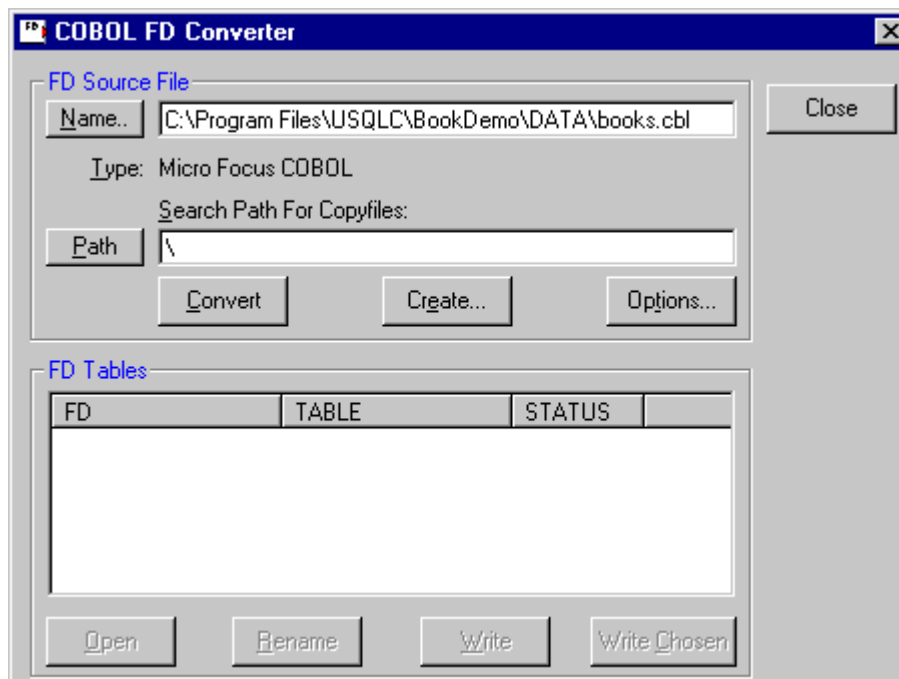 FD COBOL FD Converter
FD Source File
Name.. C:\Program Files\USQLC\BookDemo\DATA\books.cbl
Close
Type: Micro Focus COBOL
Search Path For Copyfiles:
Path \
Convert Create... Options...
FD Tables
FD TABLE STATUS
Open Rename Write Write Chosen